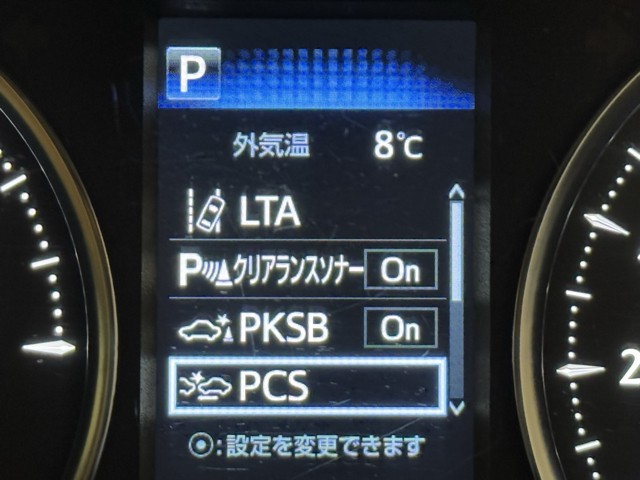 P
外気温 8℃
LTA
P クリアランスソナー On
PKSB On
PCS
:設定を変更できます
2